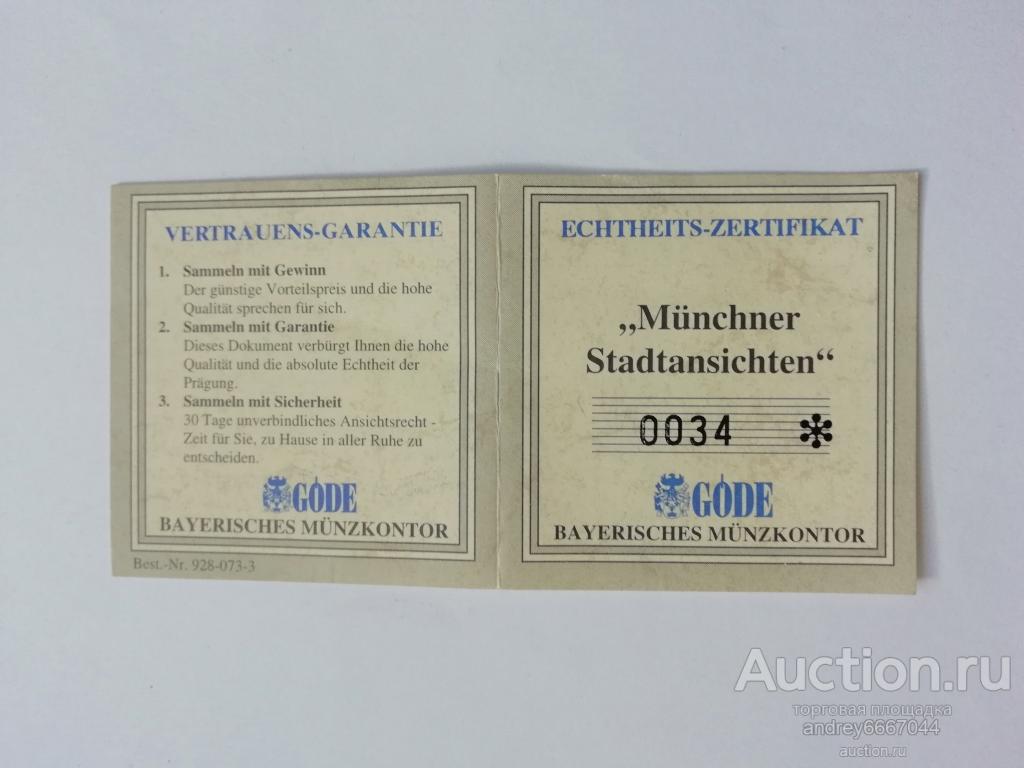 VERTRAUENS-GARANTIE
1. Sammeln mit Gewinn
Der günstige Vorteilspreis und die hohe
Qualität sprechen für sich.
2. Sammeln mit Garantie
Dieses Dokument verbürgt Ihnen die hohe
Qualität und die absolute Echtheit der
Prägung.
3. Sammeln mit Sicherheit
30 Tage unverbindliches Ansichtsrecht -
Zeit für Sie, zu Hause in aller Ruhe zu
entscheiden.
GÖDE
BAYERISCHES MÜNZKONTOR
Best.-Nr. 928-073-3
ECHTHEITS-ZERTIFIKAT
„Münchner
Stadtansichten“
0034 *
GÖDE
BAYERISCHES MÜNZKONTOR
Auction.ru
торговая площадка
andrey6667044
auction.ru